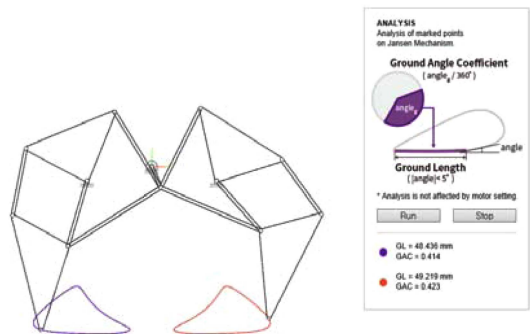 ANALYSIS
Analysis of marked points
on Jansen Mechanism.
Ground Angle Coefficient
( angleg / 360˚ )
angleg
angle
Ground Length
( |angle|< 5˚ )
* Analysis is not affected by motor setting.
Run Stop
GL = 48.436 mm
GAC = 0.414
GL = 49.219 mm
GAC = 0.423